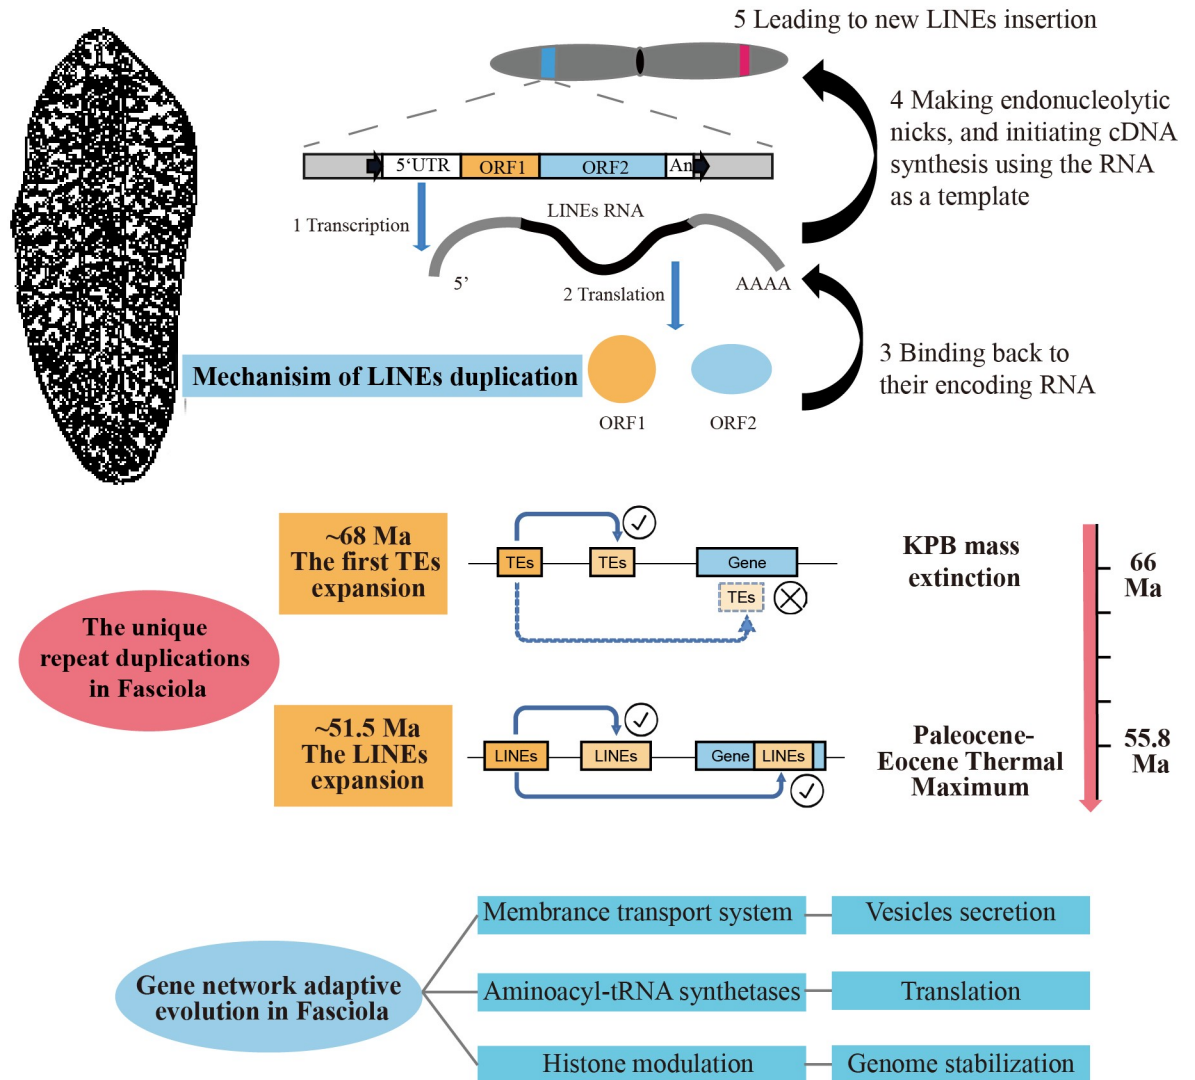 5 Leading to new LINEs insertion
4 Making endonucleolytic
nicks, and initiating cDNA
synthesis using the RNA
as a template
5‘UTR
ORF1
ORF2
An
LINEs RNA
1 Transcription
5’
2 Translation
AAAA
3 Binding back to
their encoding RNA
Mechanisim of LINEs duplication
ORF1
ORF2
~68 Ma
The first TEs
expansion
TEs
TEs
Gene
TEs
KPB mass
extinction
66
Ma
The unique
repeat duplications
in Fasciola
~51.5 Ma
The LINEs
expansion
LINEs
LINEs
Gene
LINEs
Paleocene-
Eocene Thermal
Maximum
55.8
Ma
Gene network adaptive
evolution in Fasciola
Membrance transport system
Vesicles secretion
Aminoacyl-tRNA synthetases
Translation
Histone modulation
Genome stabilization